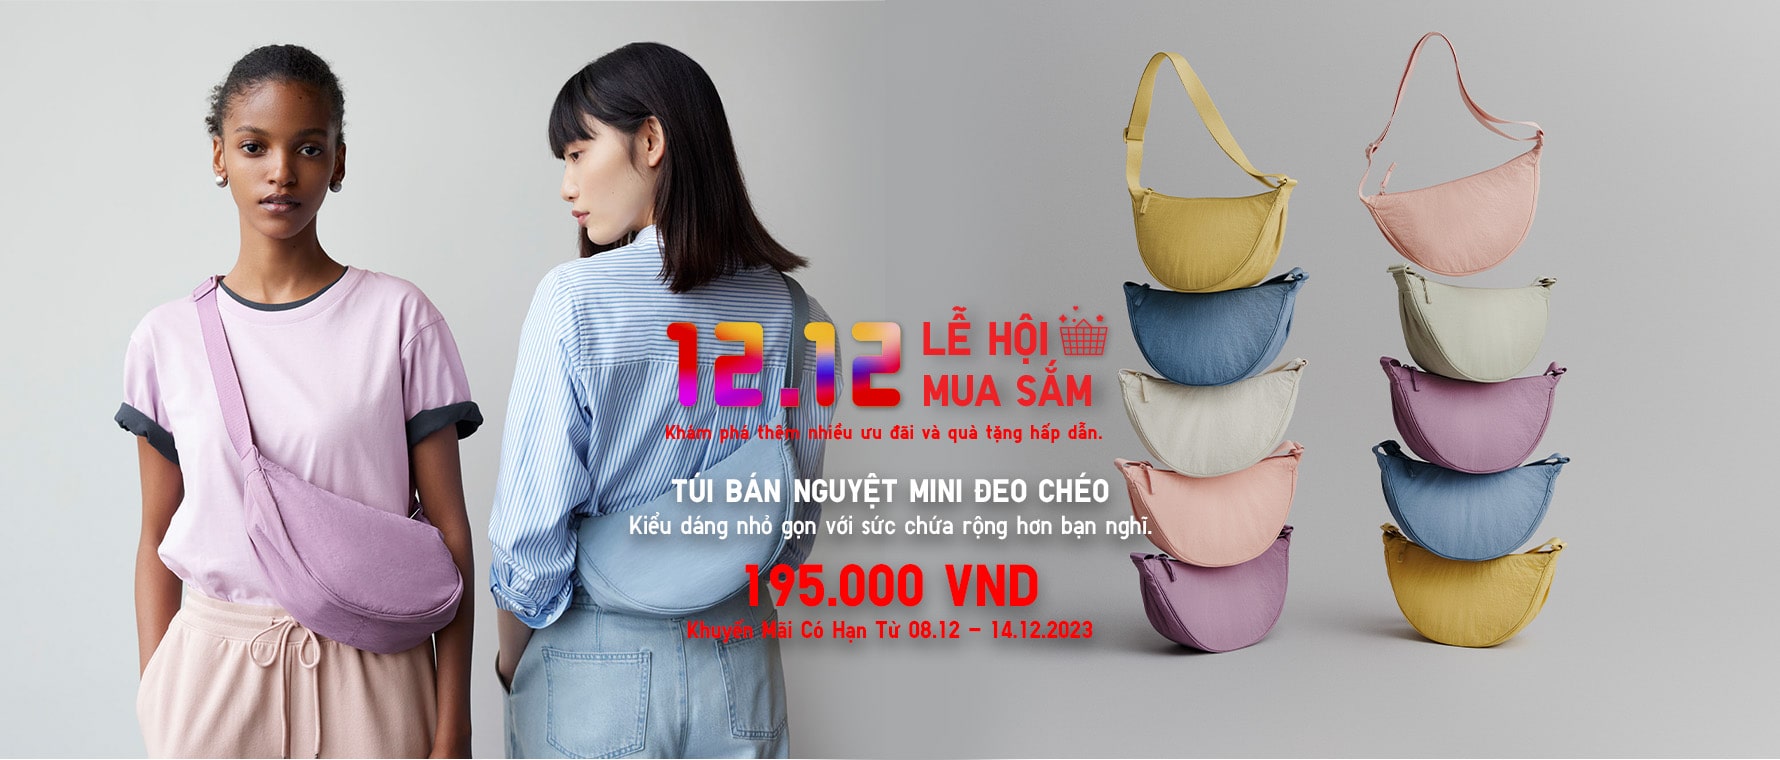 12.12 LỄ HỘI
MUA SẮM
Khám phá thêm nhiều ưu đãi và quà tặng hấp dẫn.
TÚI BÁN NGUYỆT MINI ĐEO CHÉO
Kiểu dáng nhỏ gọn với sức chứa rộng hơn bạn nghĩ.
195.000 VND
Khuyến Mãi Có Hạn Từ 08.12 – 14.12.2023